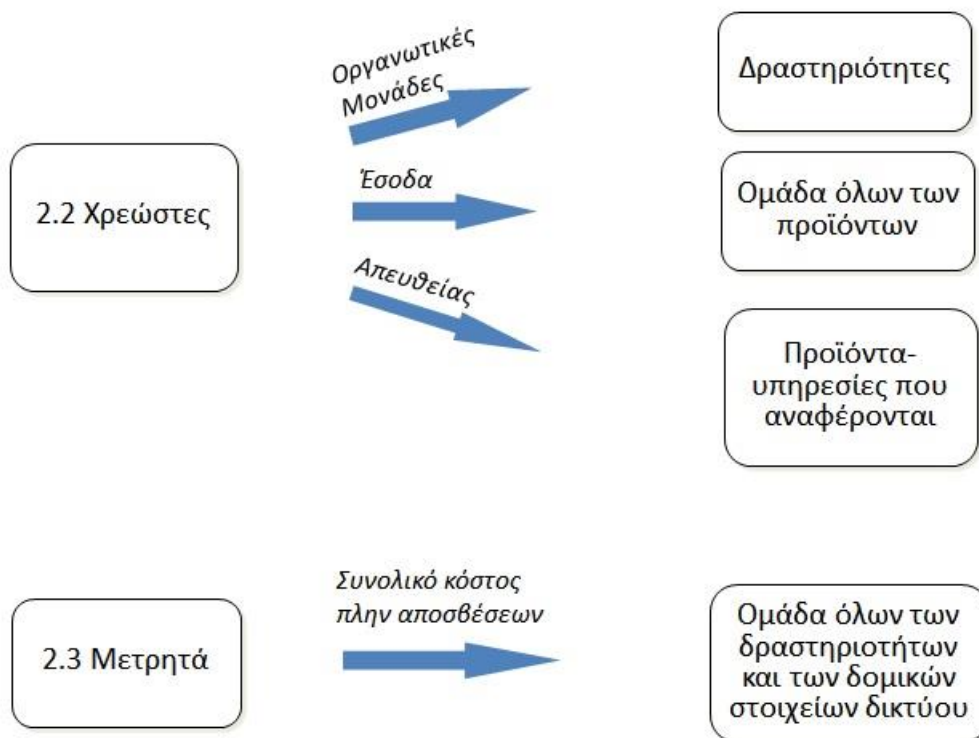 Οργανωτικές
Μονάδες
Δραστηριότητες
2.2 Χρεώστες
Έσοδα
Ομάδα όλων των
προϊόντων
Απευθείας
Προϊόντα-
υπηρεσίες που
αναφέρονται
Συνολικό κόστος
πλην αποσβέσεων
2.3 Μετρητά
Ομάδα όλων των
δραστηριοτήτων
και των δομικών
στοιχείων δικτύου